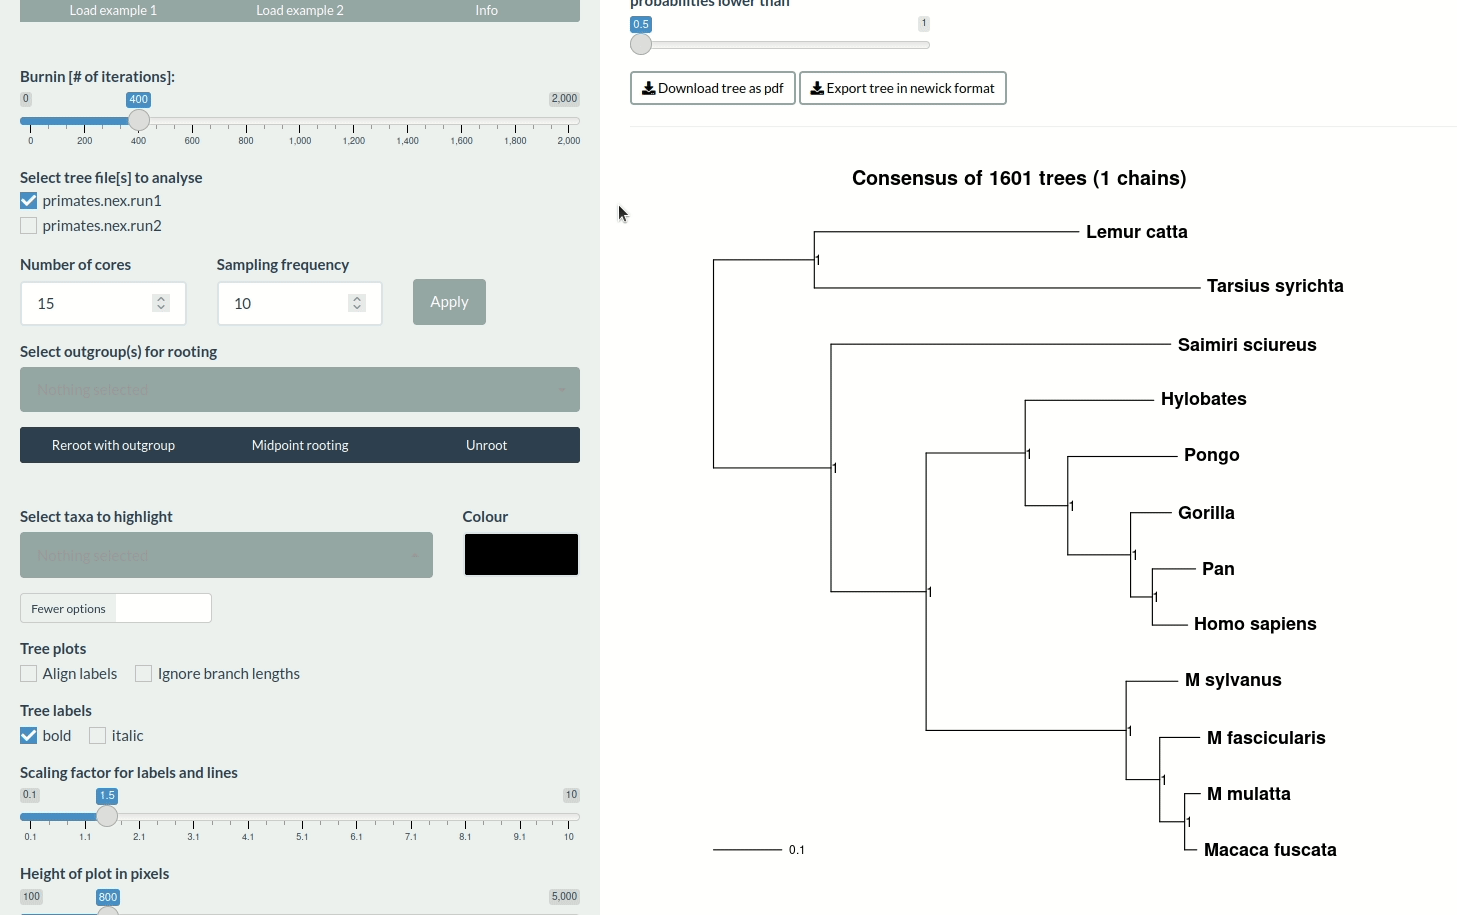 Load example 1 Load example 2 Info
Burnin [# of iterations]:
0 400 2,000
0 200 400 600 800 1,000 1,200 1,400 1,600 1,800 2,000
Select tree file[s] to analyse
primates.nex.run1
primates.nex.run2
Number of cores Sampling frequency
15 10 Apply
Select outgroup(s) for rooting
Nothing selected
Reroot with outgroup Midpoint rooting Unroot
Select taxa to highlight Colour
Nothing selected
Fewer options
Tree plots
Align labels Ignore branch lengths
Tree labels
bold italic
Scaling factor for labels and lines
0.1 1.5 10
0.1 1.1 2.1 3.1 4.1 5.1 6.1 7.1 8.1 9.1 10
Height of plot in pixels
100 800 5,000
probabilities lower than
0.5 1
Download tree as pdf Export tree in newick format
Consensus of 1601 trees (1 chains)
Lemur catta
1
Tarsius syrichta
Saimiri sciureus
Hylobates
1
Pongo
1
1
Gorilla
1
Pan
1
1
Homo sapiens
M sylvanus
1
M fascicularis
1
M mulatta
1
Macaca fuscata
0.1